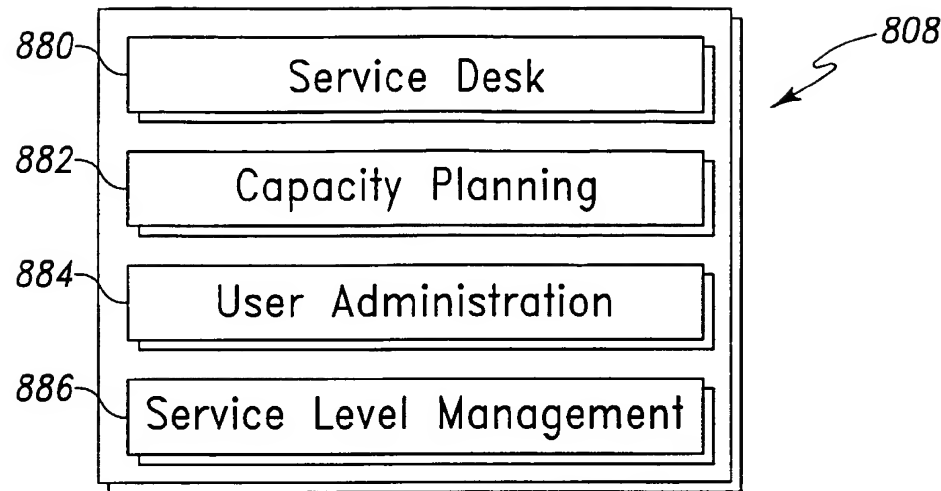 880 Service Desk 808
882 Capacity Planning
884 User Administration
886 Service Level Management